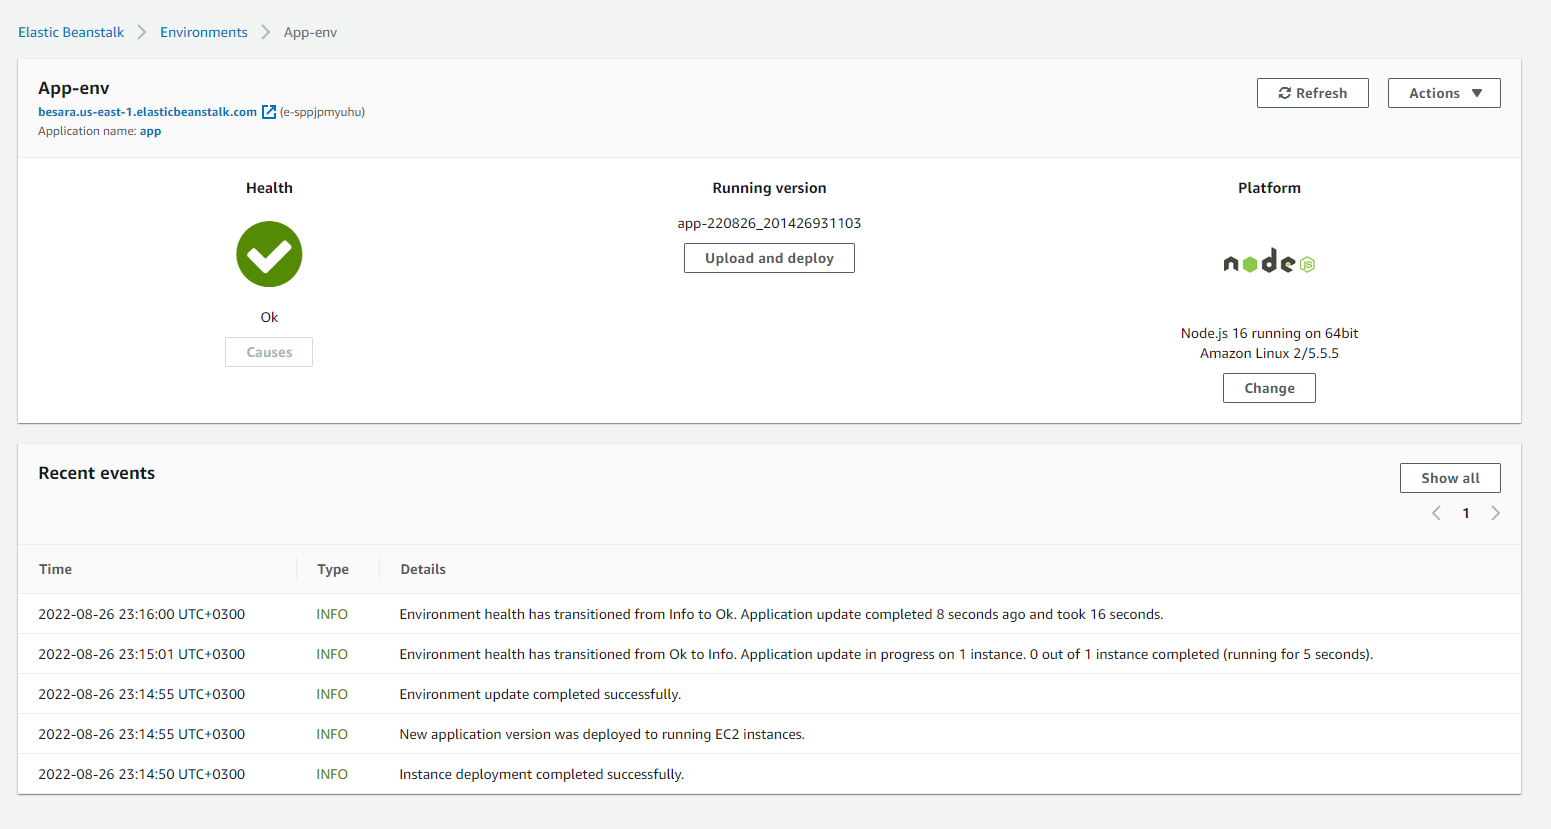 Elastic Beanstalk > Environments > App-env
App-env
Refresh
Actions
besara.us-east-1.elasticbeanstalk.com (e-sppjpmyuhu)
Application name: app
Health
Running version
Platform
app-220826_201426931103
Upload and deploy
node JS
Ok
Causes
Node.js 16 running on 64bit
Amazon Linux 2/5.5.5
Change
Recent events
Show all
1
Time Type Details
2022-08-26 23:16:00 UTC+0300 INFO Environment health has transitioned from Info to Ok. Application update completed 8 seconds ago and took 16 seconds.
2022-08-26 23:15:01 UTC+0300 INFO Environment health has transitioned from Ok to Info. Application update in progress on 1 instance. 0 out of 1 instance completed (running for 5 seconds).
2022-08-26 23:14:55 UTC+0300 INFO Environment update completed successfully.
2022-08-26 23:14:55 UTC+0300 INFO New application version was deployed to running EC2 instances.
2022-08-26 23:14:50 UTC+0300 INFO Instance deployment completed successfully.